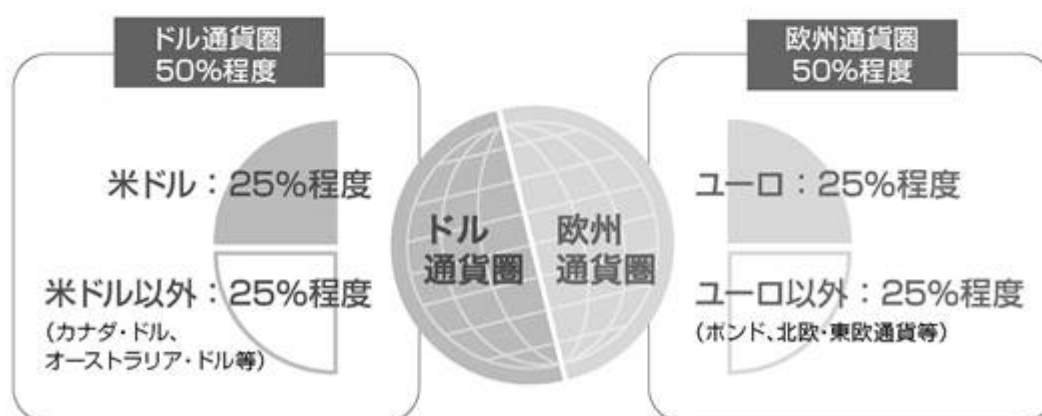 ドル通貨圏
50%程度
米ドル：25%程度
米ドル以外：25%程度
(カナダ・ドル、
オーストラリア・ドル等)
ドル
通貨圏
欧州
通貨圏
欧州通貨圏
50%程度
ユーロ：25%程度
ユーロ以外：25%程度
(ポンド、北欧・東欧通貨等)